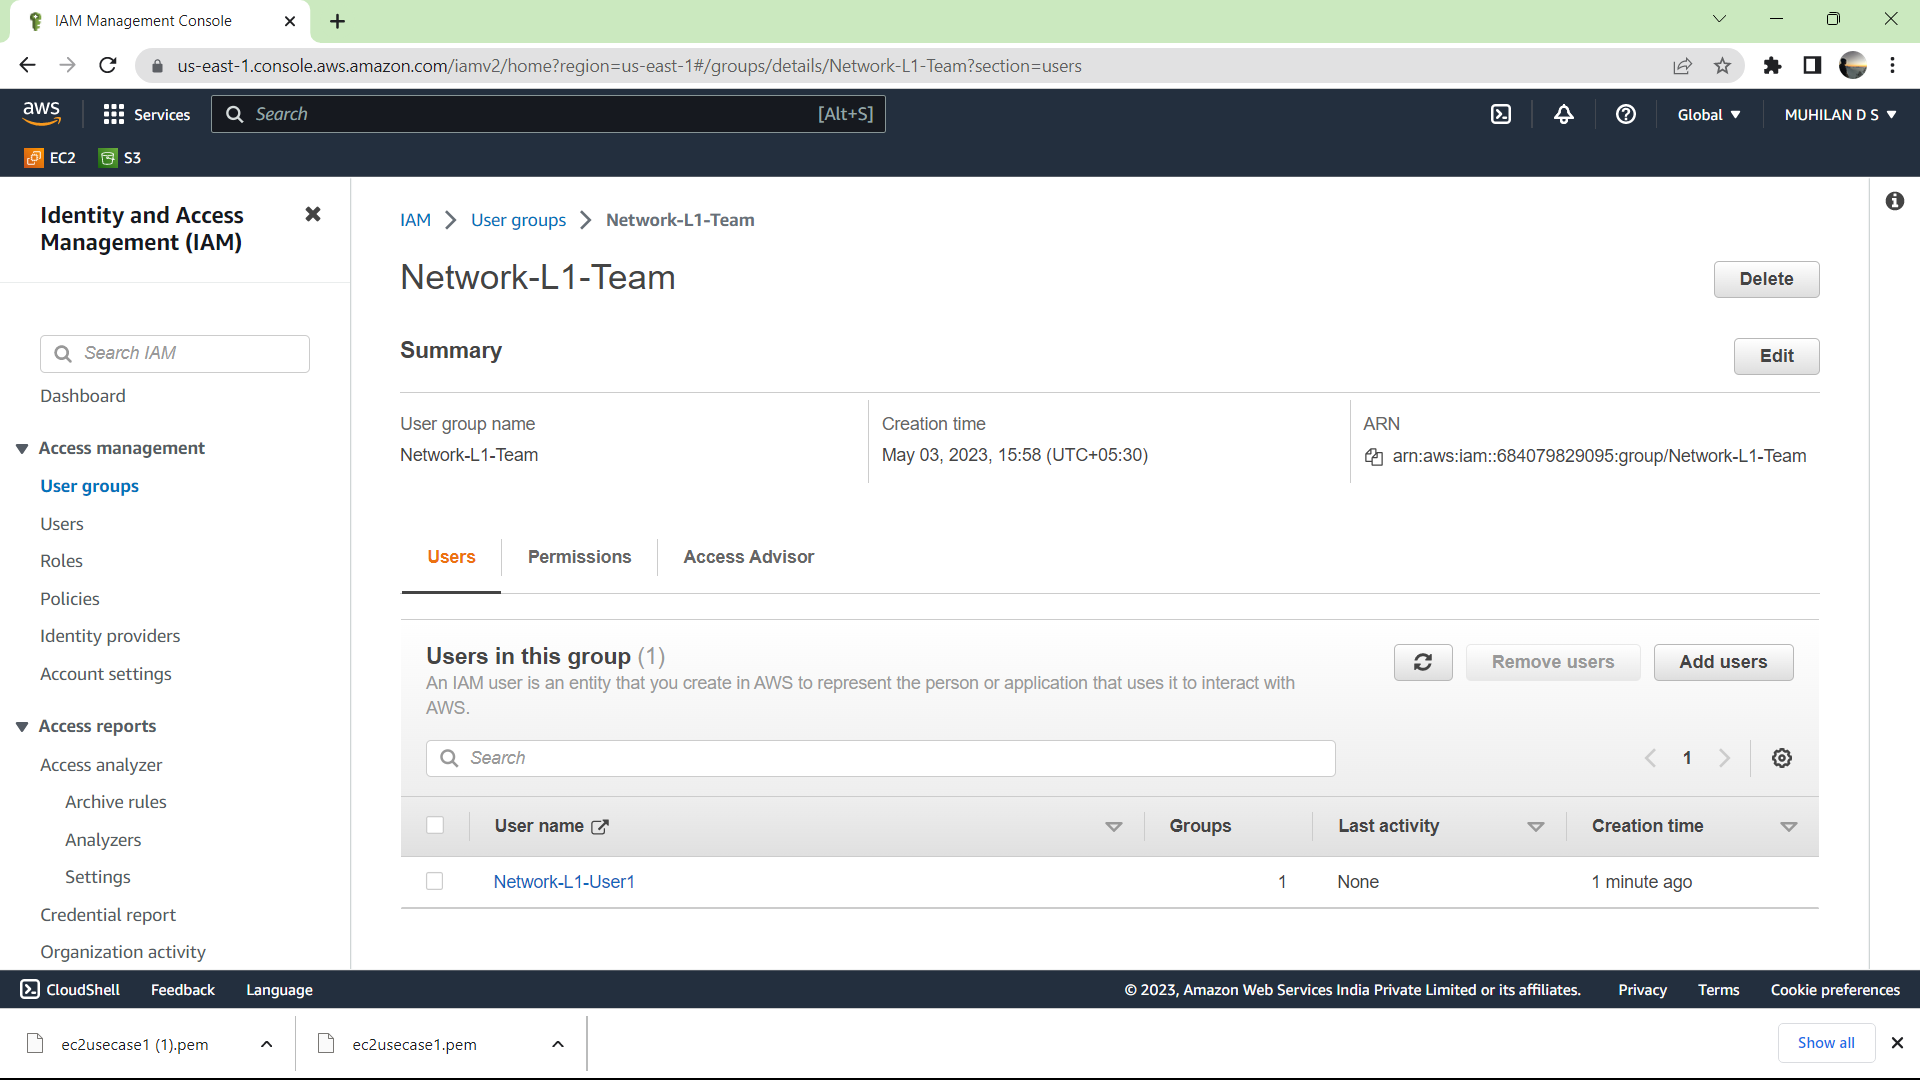 IAM Management Console
us-east-1.console.aws.amazon.com/iamv2/home?region=us-east-1#/groups/details/Network-L1-Team?section=users
aws
Services
Search
[Alt+S]
Global
MUHILAN D S
EC2
S3
Identity and Access
Management (IAM)
Search IAM
Dashboard
Access management
User groups
Users
Roles
Policies
Identity providers
Account settings
Access reports
Access analyzer
Archive rules
Analyzers
Settings
Credential report
Organization activity
IAM
User groups
Network-L1-Team
Network-L1-Team
Delete
Summary
Edit
User group name
Network-L1-Team
Creation time
May 03, 2023, 15:58 (UTC+05:30)
ARN
arn:aws:iam::684079829095:group/Network-L1-Team
Users
Permissions
Access Advisor
Users in this group (1)
An IAM user is an entity that you create in AWS to represent the person or application that uses it to interact with
AWS.
Remove users
Add users
Search
1
User name
Groups
Last activity
Creation time
Network-L1-User1
1
None
1 minute ago
CloudShell
Feedback
Language
© 2023, Amazon Web Services India Private Limited or its affiliates.
Privacy
Terms
Cookie preferences
ec2usecase1 (1).pem
ec2usecase1.pem
Show all